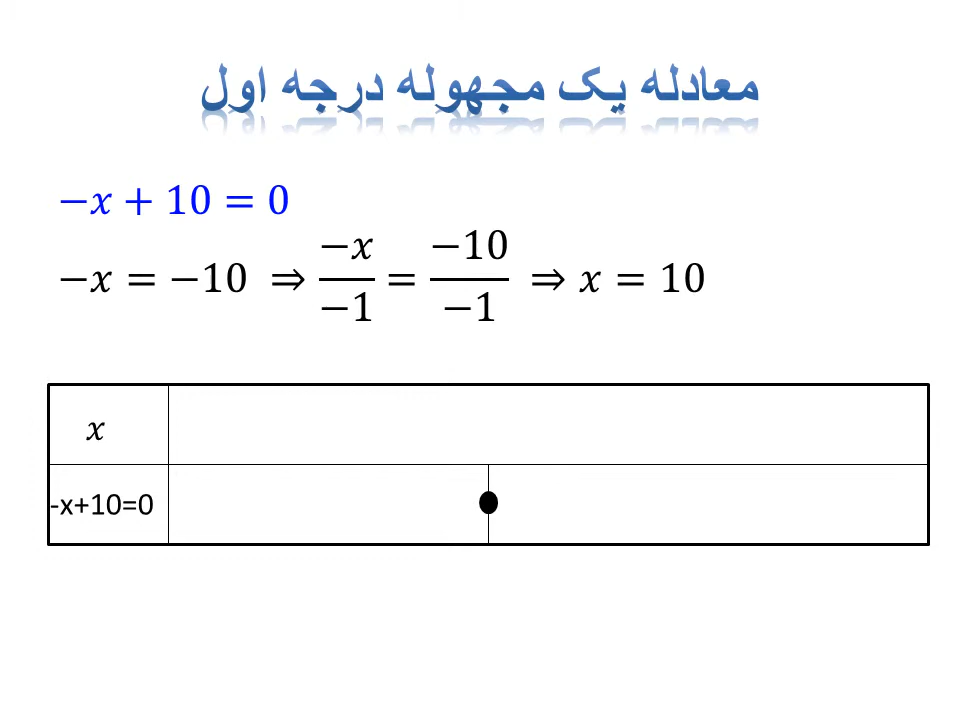 معادله یک مجهوله درجه اول
−x + 10 = 0
−x = −10 ⇒ −x/−1 = −10/−1 ⇒ x = 10
x
-x+10=0